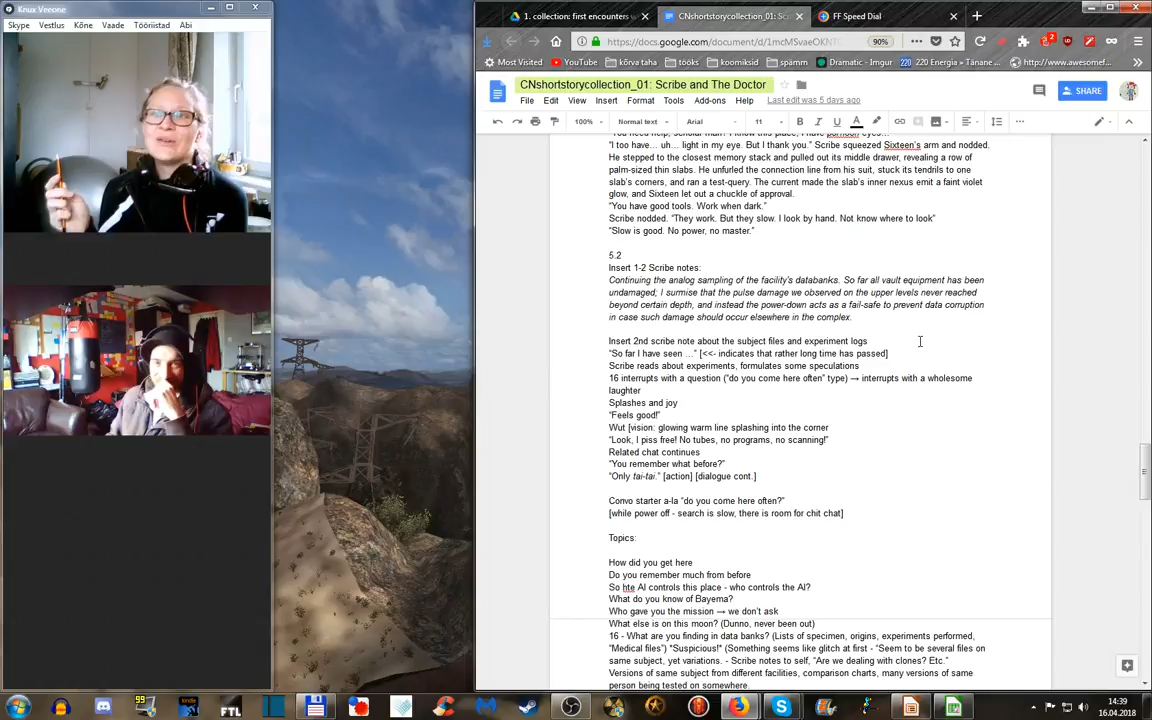 Knux Veeone
Skype Vestlus Kõne Vaade Tööriistad Abi
1. collection: first encounters
CNshortstorycollection_01: S
FF Speed Dial
90%
2
Most Visited YouTube kõrva taha tööks koomiksid spämm Dramatic - Imgur 220 Energia
CNshortstorycollection_01: Scribe and The Doctor
SHARE
File Edit View Insert Format Tools Add-ons Help Last edit was 5 days ago
100% Normal text Arial 11
"I too have… uh… light in my eye. But I thank you." Scribe squeezed Sixteen's arm and nodded.
He stepped to the closest memory stack and pulled out its middle drawer, revealing a row of
palm-sized thin slabs. He unfurled the connection line from his suit, stuck its tendrils to one
slab's corners, and ran a test-query. The current made the slab's inner nexus emit a faint violet
glow, and Sixteen let out a chuckle of approval.
"You have good tools. Work when dark."
Scribe nodded. "They work. But they slow. I look by hand. Not know where to look"
"Slow is good. No power, no master."
5.2
Insert 1-2 Scribe notes:
Continuing the analog sampling of the facility's databanks. So far all vault equipment has been
undamaged; I surmise that the pulse damage we observed on the upper levels never reached
beyond certain depth, and instead the power-down acts as a fail-safe to prevent data corruption
in case such damage should occur elsewhere in the complex.
Insert 2nd scribe note about the subject files and experiment logs
"So far I have seen …" [<<- indicates that rather long time has passed]
Scribe reads about experiments, formulates some speculations
16 interrupts with a question ("do you come here often" type) → interrupts with a wholesome
laughter
Splashes and joy
"Feels good!"
Wut [vision: glowing warm line splashing into the corner
"Look, I piss free! No tubes, no programs, no scanning!"
Related chat continues
"You remember what before?"
"Only tai-tai." [action] [dialogue cont.]
Convo starter a-la "do you come here often?"
[while power off - search is slow, there is room for chit chat]
Topics:
How did you get here
Do you remember much from before
So hte AI controls this place - who controls the AI?
What do you know of Bayema?
Who gave you the mission → we don't ask
What else is on this moon? (Dunno, never been out)
16 - What are you finding in data banks? (Lists of specimen, origins, experiments performed,
"Medical files") *Suspicious!* (Something seems like glitch at first - "Seem to be several files on
same subject, yet variations. - Scribe notes to self, "Are we dealing with clones? Etc."
Versions of same subject from different facilities, comparison charts, many versions of same
person being tested on somewhere.
99
FTL
14:39
16.04.2018